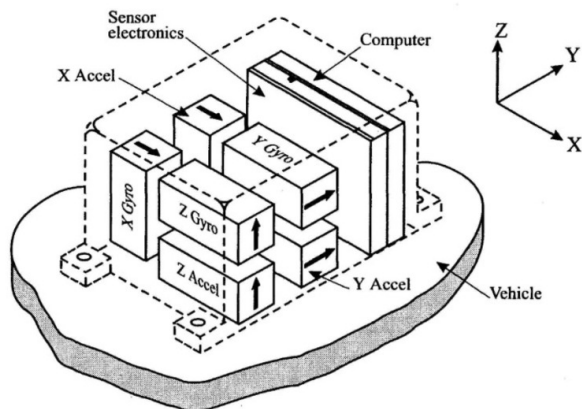 Sensor
electronics
Computer
X Accel
Z
Y
X
Y Gyro
X Gyro
Z Gyro
Z Accel
Y Accel
Vehicle